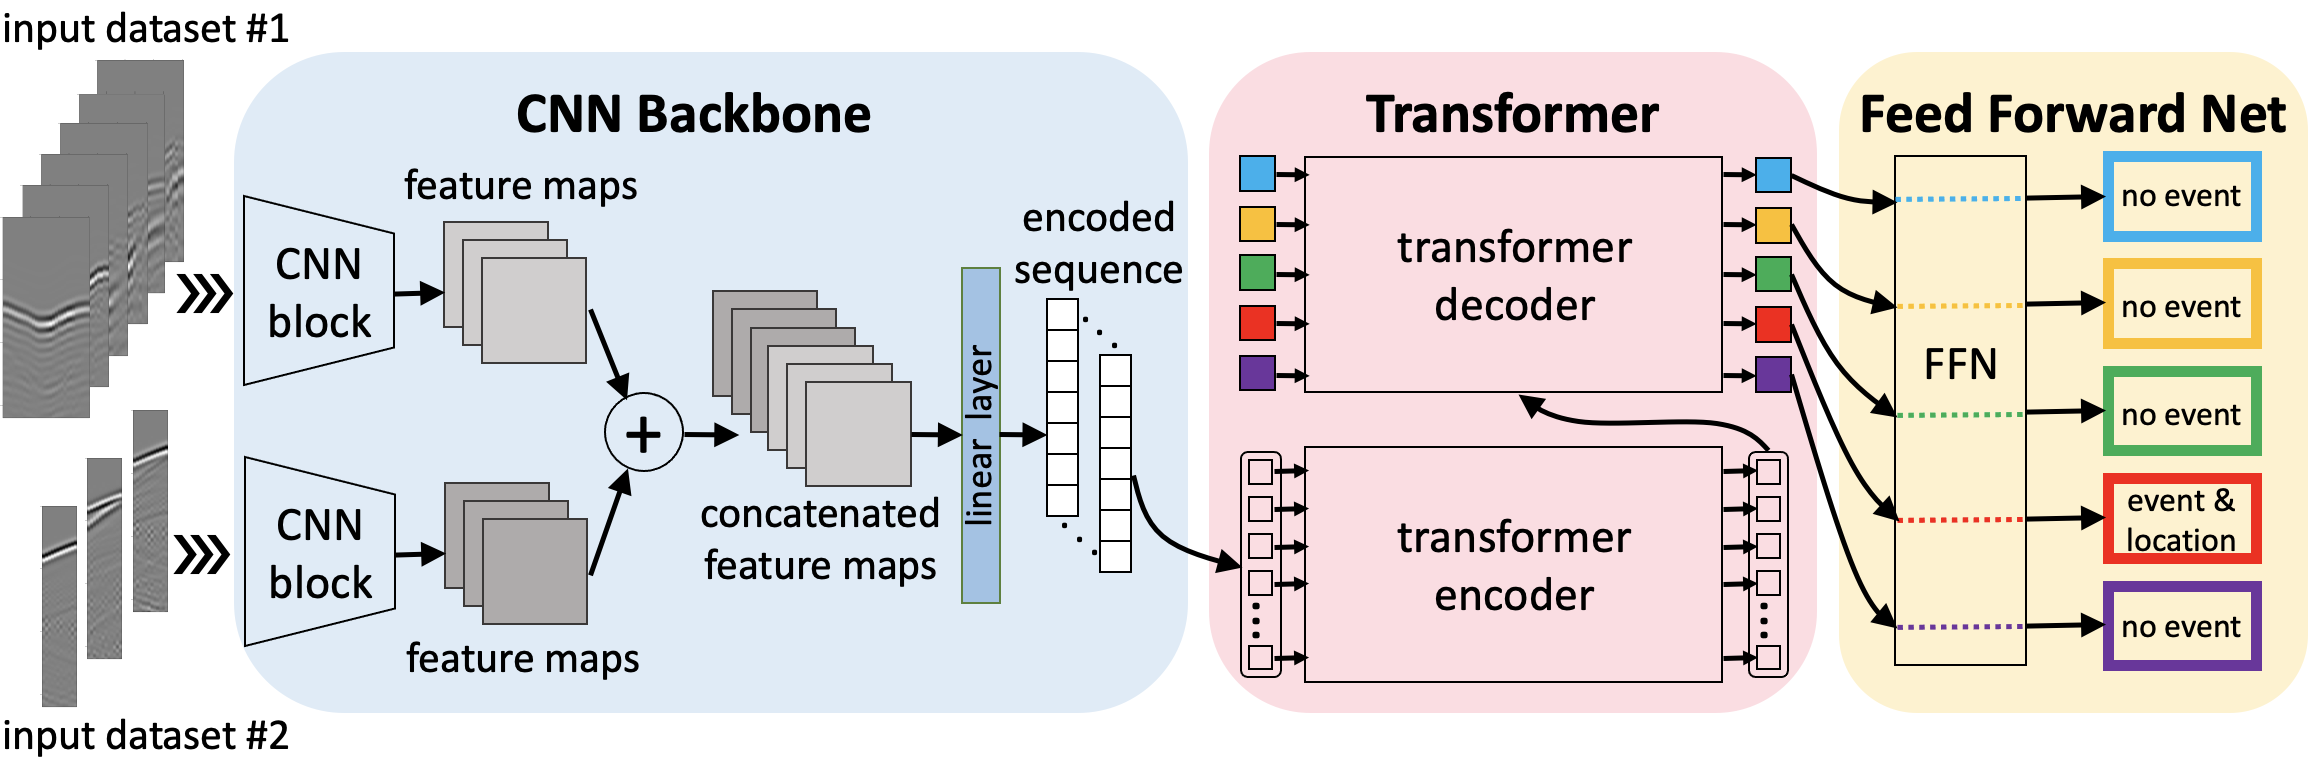 input dataset #1
input dataset #2
CNN Backbone
CNN
block
feature maps
CNN
block
feature maps
+
concatenated
feature maps
linear layer
encoded
sequence
Transformer
transformer
decoder
transformer
encoder
Feed Forward Net
FFN
no event
no event
no event
event &
location
no event